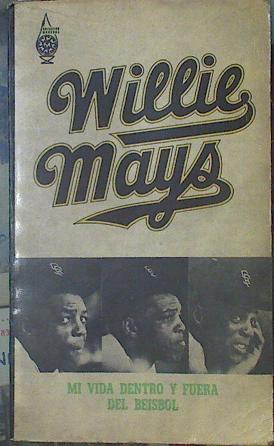 Willie
Mays
MI VIDA DENTRO Y FUERA
DEL BEISBOL